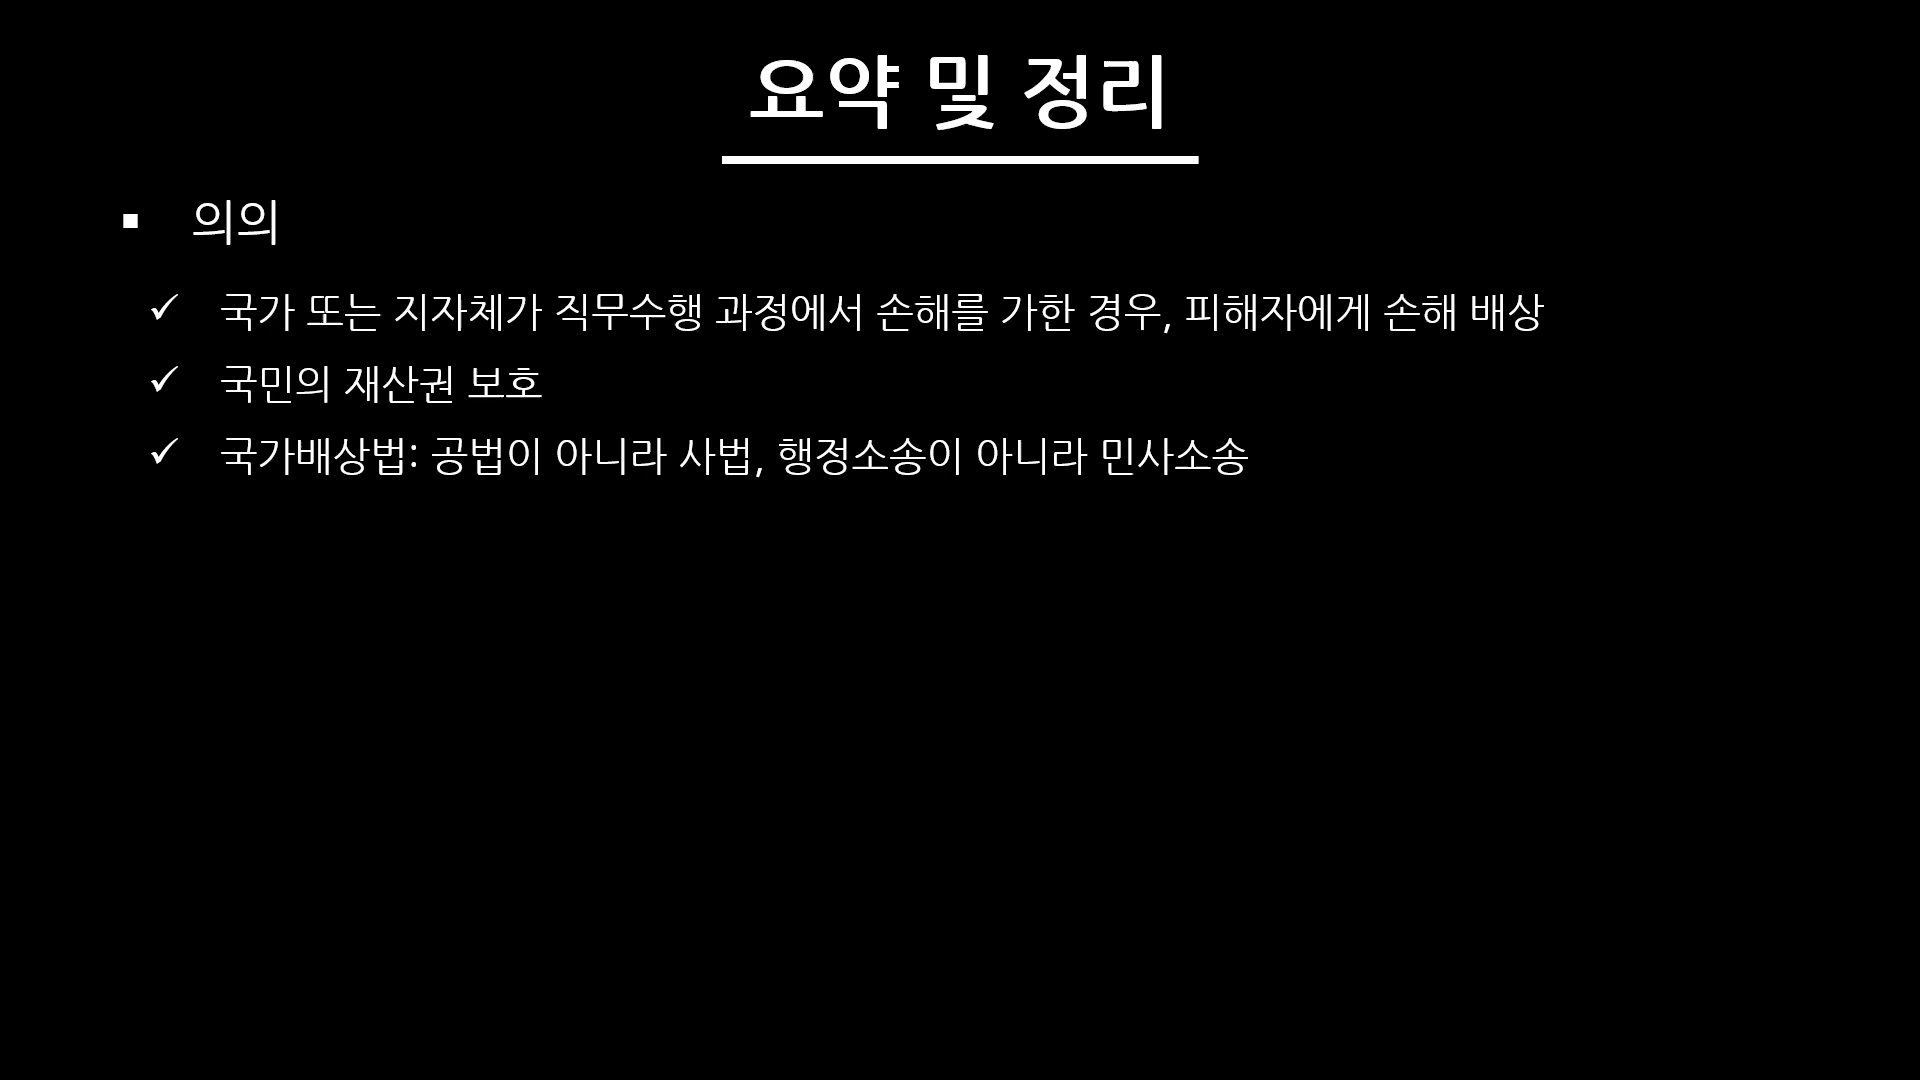 요약 및 정리
▪ 의의
✓ 국가 또는 지자체가 직무수행 과정에서 손해를 가한 경우, 피해자에게 손해 배상
✓ 국민의 재산권 보호
✓ 국가배상법: 공법이 아니라 사법, 행정소송이 아니라 민사소송